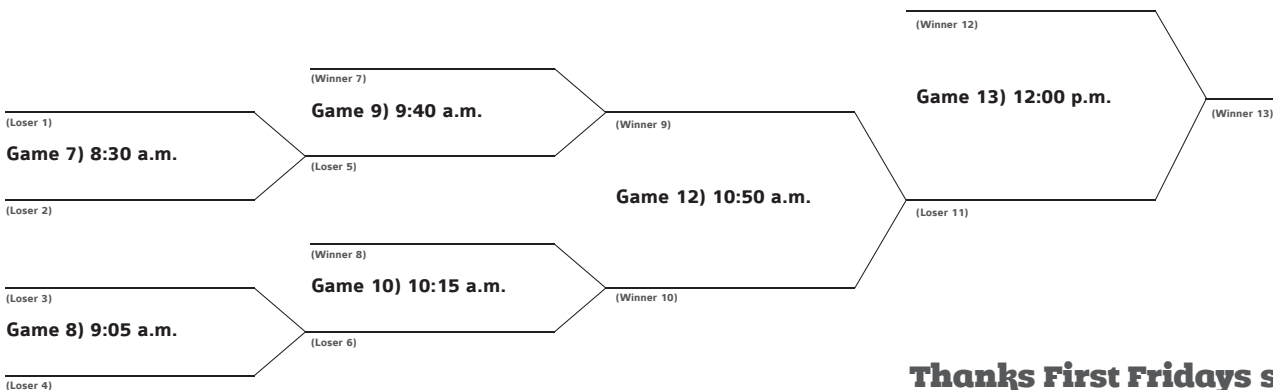 (Winner 12)
(Winner 7)
Game 9) 9:40 a.m.
Game 13) 12:00 p.m.
(Winner 13)
(Loser 1)
(Winner 9)
Game 7) 8:30 a.m.
(Loser 5)
Game 12) 10:50 a.m.
(Loser 2)
(Loser 11)
(Winner 8)
Game 10) 10:15 a.m.
(Loser 3)
(Winner 10)
Game 8) 9:05 a.m.
(Loser 6)
Thanks First Fridays s
(Loser 4)